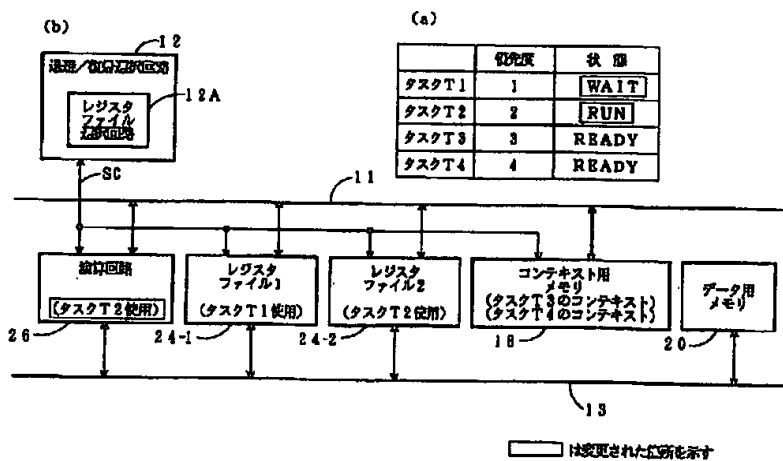 (b)
12
退避/復帰選択回路
レジスタ
ファイル
選択回路
12A
SC
(a)
優先度 状態
タスクT1 1 WAIT
タスクT2 2 RUN
タスクT3 3 READY
タスクT4 4 READY
11
演算回路
(タスクT2使用)
26
レジスタ
ファイル1
(タスクT1使用)
24-1
レジスタ
ファイル2
(タスクT2使用)
24-2
コンテキスト用
メモリ
(タスクT3のコンテキスト)
(タスクT4のコンテキスト)
18
データ用
メモリ
20
13
は変更された箇所を示す